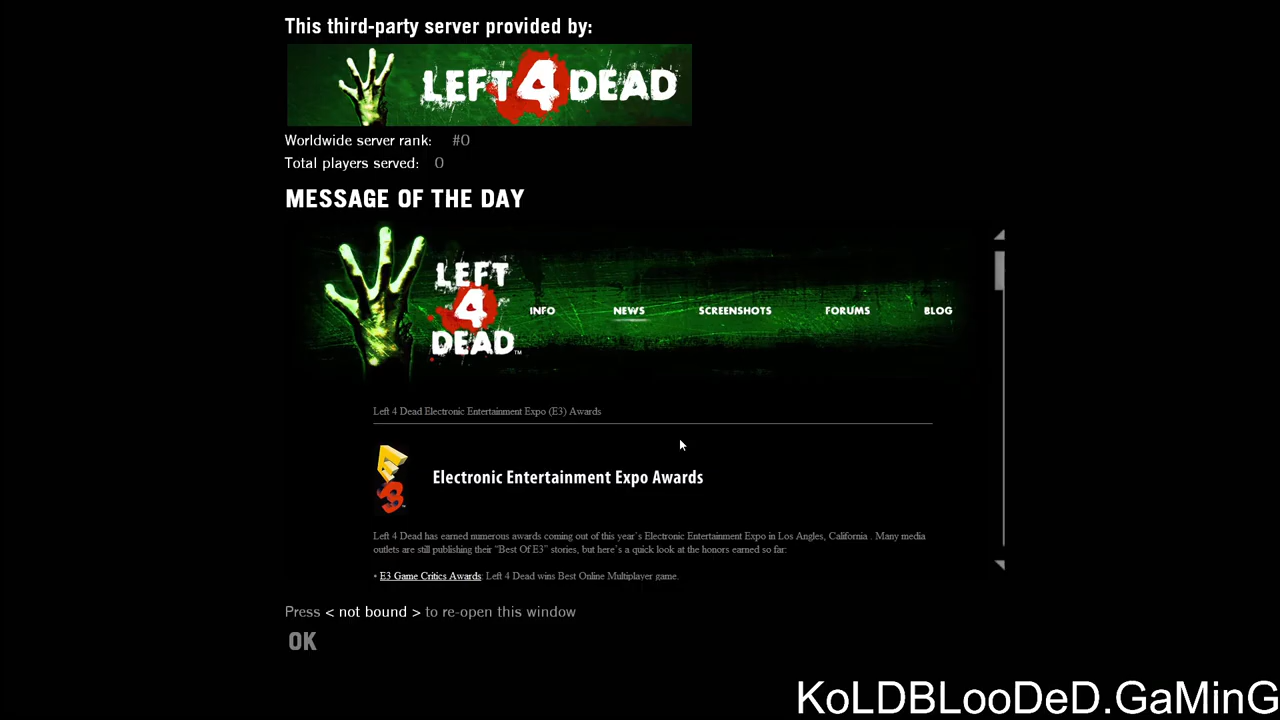 This third-party server provided by:
LEFT 4 DEAD
Worldwide server rank: #0
Total players served: 0
MESSAGE OF THE DAY
LEFT
4
DEAD™
INFO NEWS SCREENSHOTS FORUMS BLOG
Left 4 Dead Electronic Entertainment Expo (E3) Awards
E3™
Electronic Entertainment Expo Awards
Left 4 Dead has earned numerous awards coming out of this year's Electronic Entertainment Expo in Los Angles, California . Many media
outlets are still publishing their “Best Of E3” stories, but here's a quick look at the honors earned so far:
• E3 Game Critics Awards: Left 4 Dead wins Best Online Multiplayer game.
Press < not bound > to re-open this window
OK
KoLDBLooDeD.GaMinG